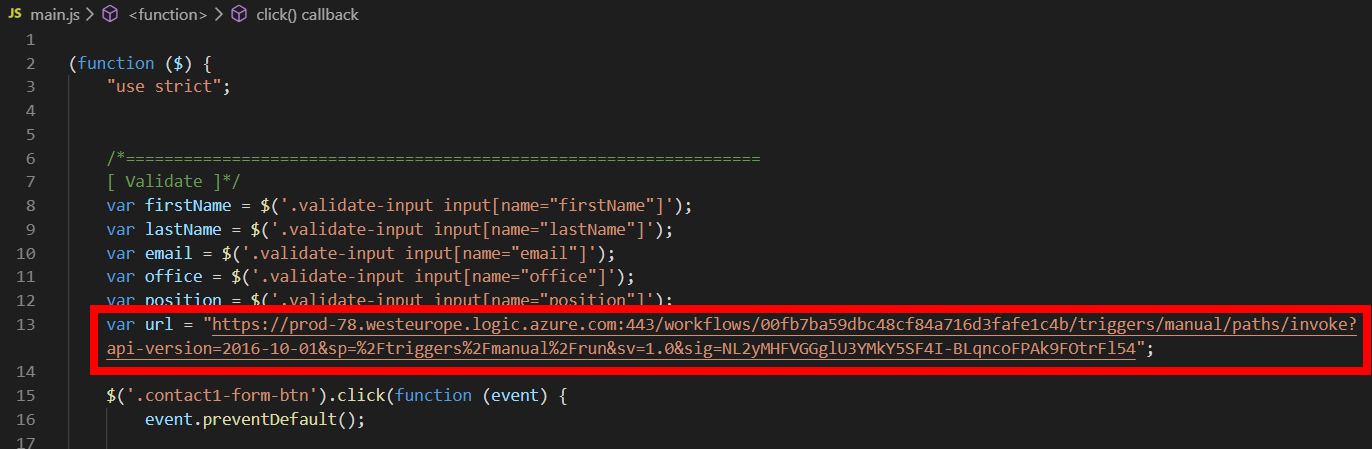 JS main.js > <function> > click() callback
1
2 (function ($) {
3 "use strict";
4
5
6 /*==================================================================
7 [ Validate ]*/
8 var firstName = $('.validate-input input[name="firstName"]');
9 var lastName = $('.validate-input input[name="lastName"]');
10 var email = $('.validate-input input[name="email"]');
11 var office = $('.validate-input input[name="office"]');
12 var position = $('.validate-input input[name="position"]');
13 var url = "https://prod-78.westeurope.logic.azure.com:443/workflows/00fb7ba59dbc48cf84a716d3fafe1c4b/triggers/manual/paths/invoke?
api-version=2016-10-01&sp=%2Ftriggers%2Fmanual%2Frun&sv=1.0&sig=NL2yMHFVGGglU3YMkY5SF4I-BLqncoFPAk9FOtrFl54";
14
15 $('.contact1-form-btn').click(function (event) {
16 event.preventDefault();
17